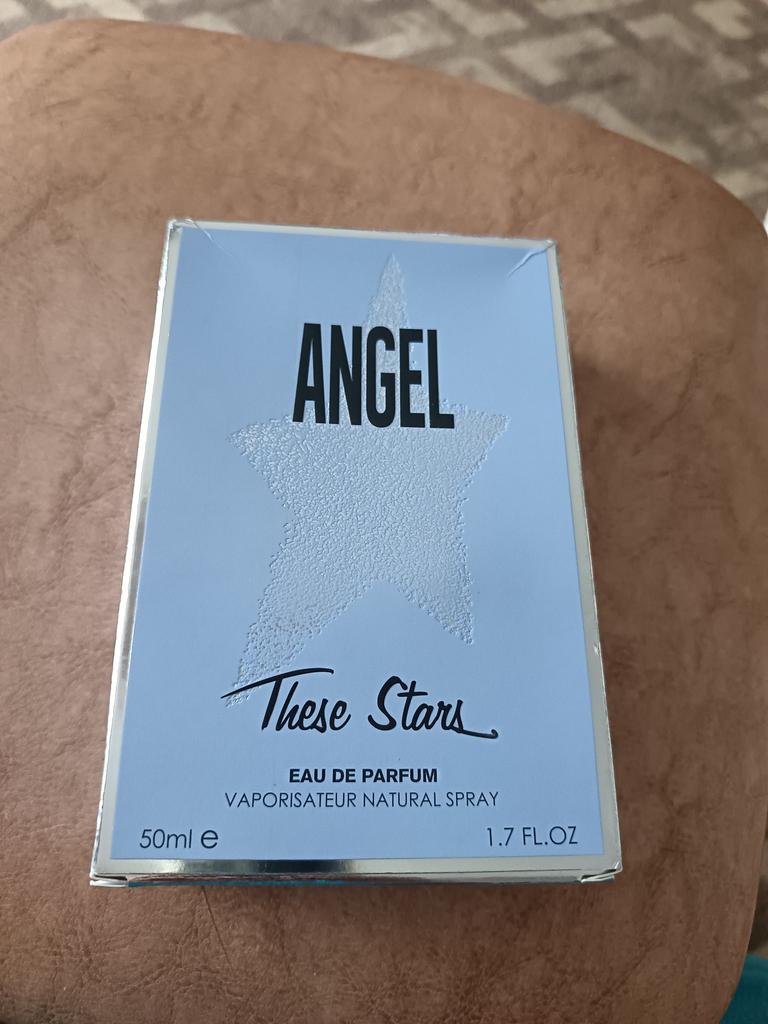 ANGEL
These Stars
EAU DE PARFUM
VAPORISATEUR NATURAL SPRAY
50ml ℮
1.7 FL.OZ